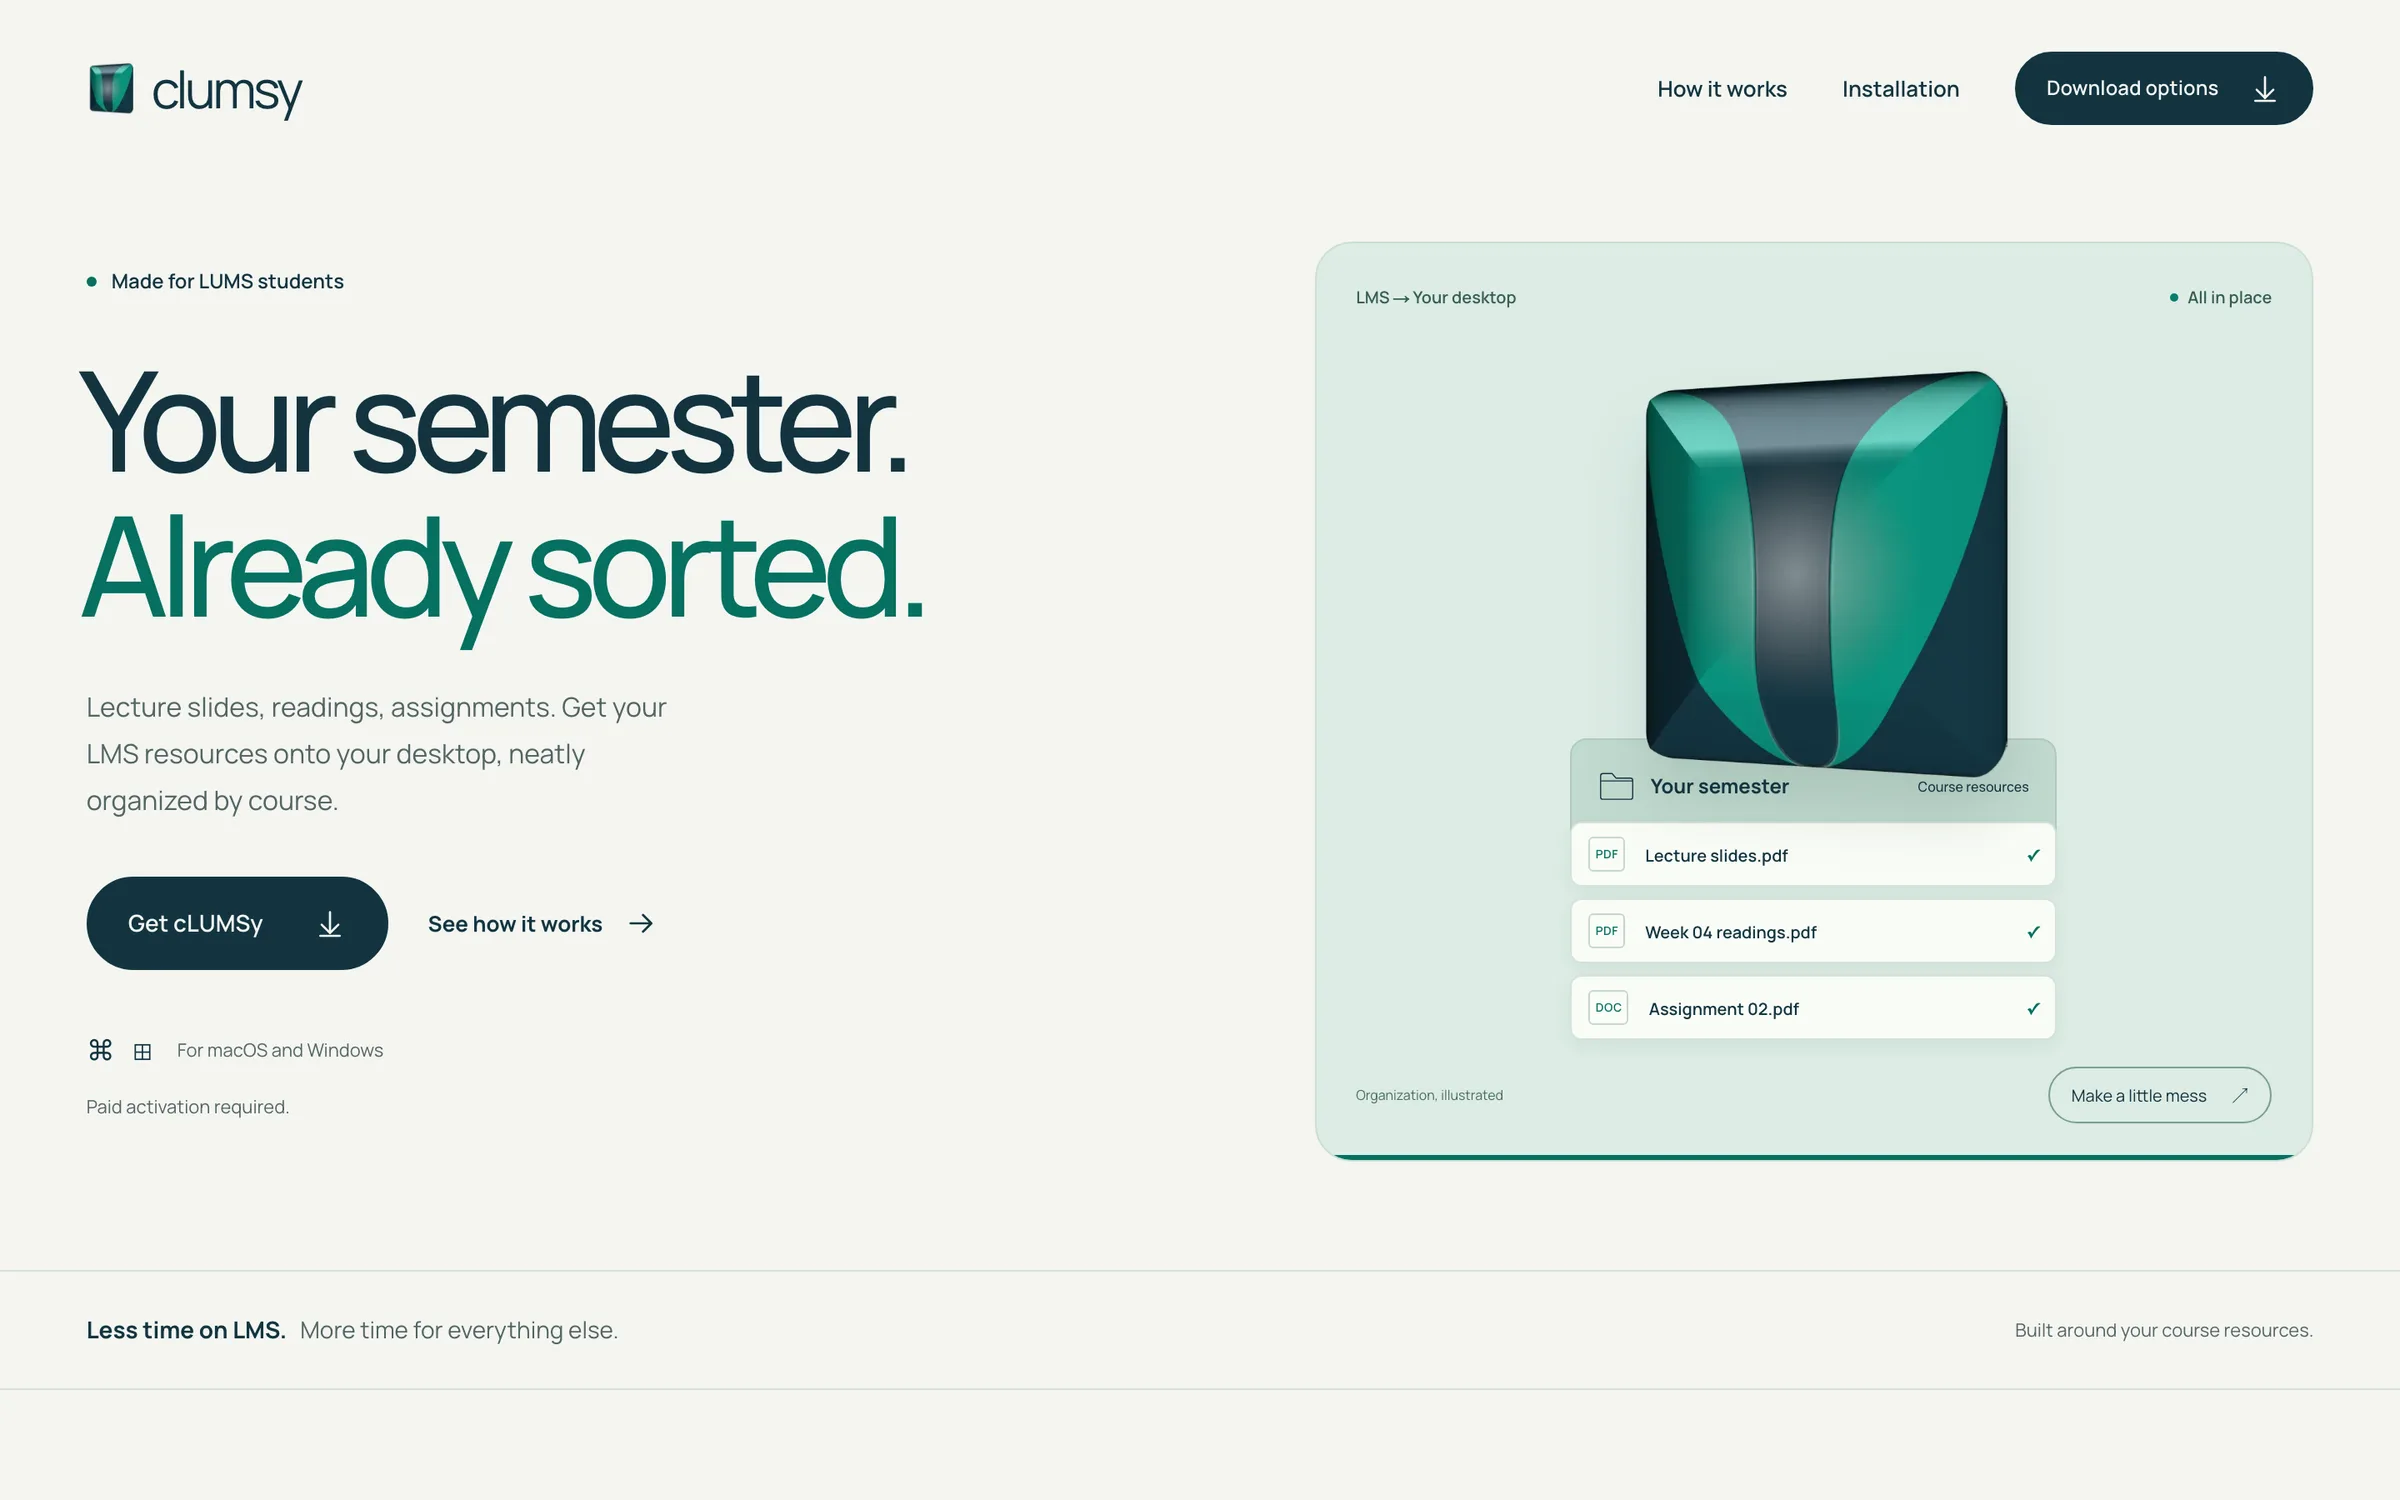 clumsy
How it works
Installation
Download options
Made for LUMS students
Your semester.
Already sorted.
Lecture slides, readings, assignments. Get your
LMS resources onto your desktop, neatly
organized by course.
Get cLUMSy
See how it works →
⌘ ⊞ For macOS and Windows
Paid activation required.
LMS → Your desktop
All in place
Your semester
Course resources
PDF Lecture slides.pdf ✓
PDF Week 04 readings.pdf ✓
DOC Assignment 02.pdf ✓
Organization, illustrated
Make a little mess ↗
Less time on LMS. More time for everything else.
Built around your course resources.